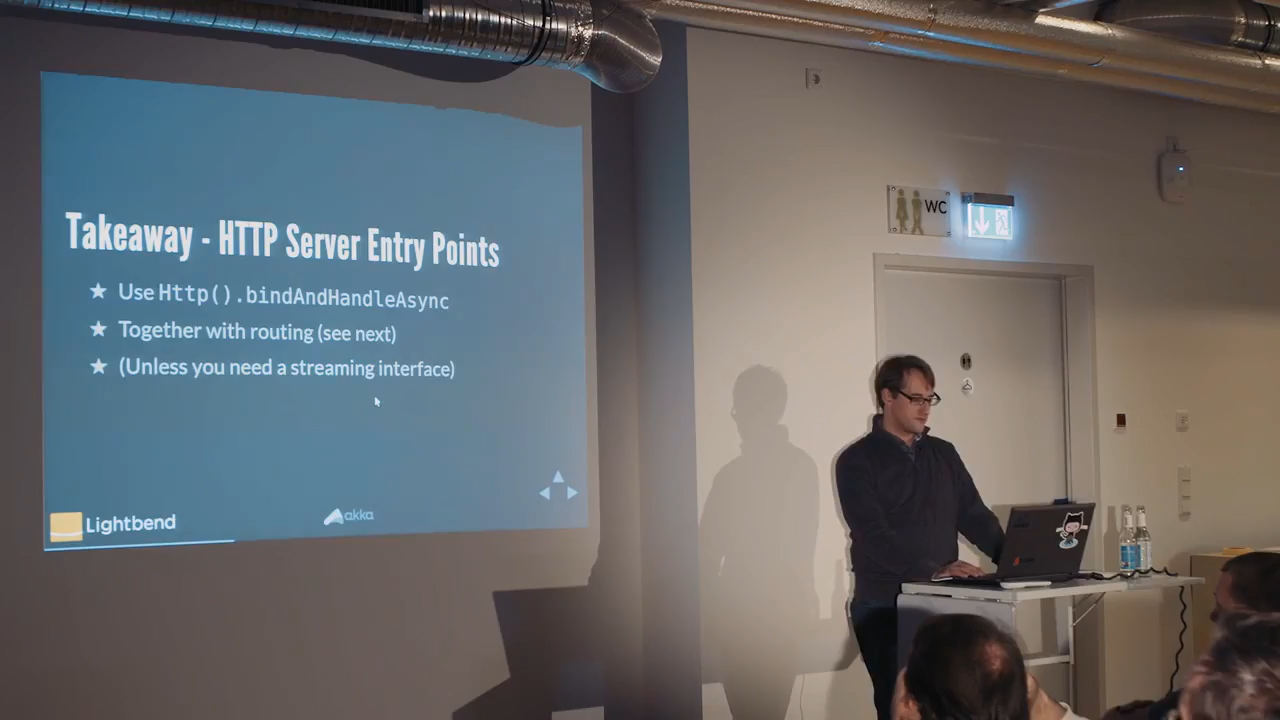 Takeaway - HTTP Server Entry Points
★ Use Http().bindAndHandleAsync
★ Together with routing (see next)
★ (Unless you need a streaming interface)
Lightbend
akka
WC